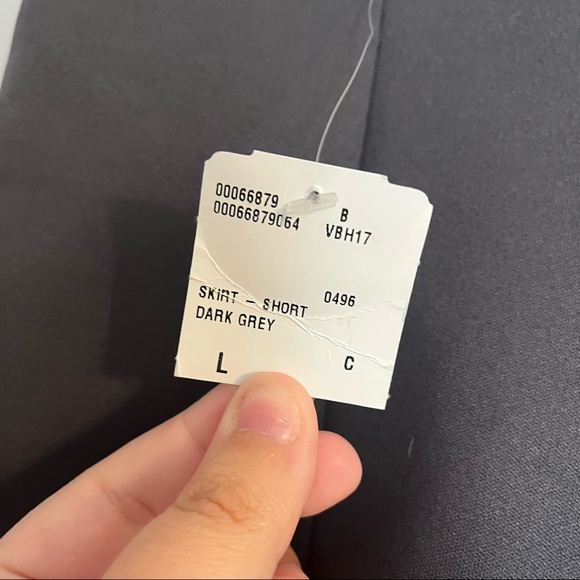 00066879 B
00066879064 VBH17
SKIRT – SHORT 0496
DARK GREY
L C